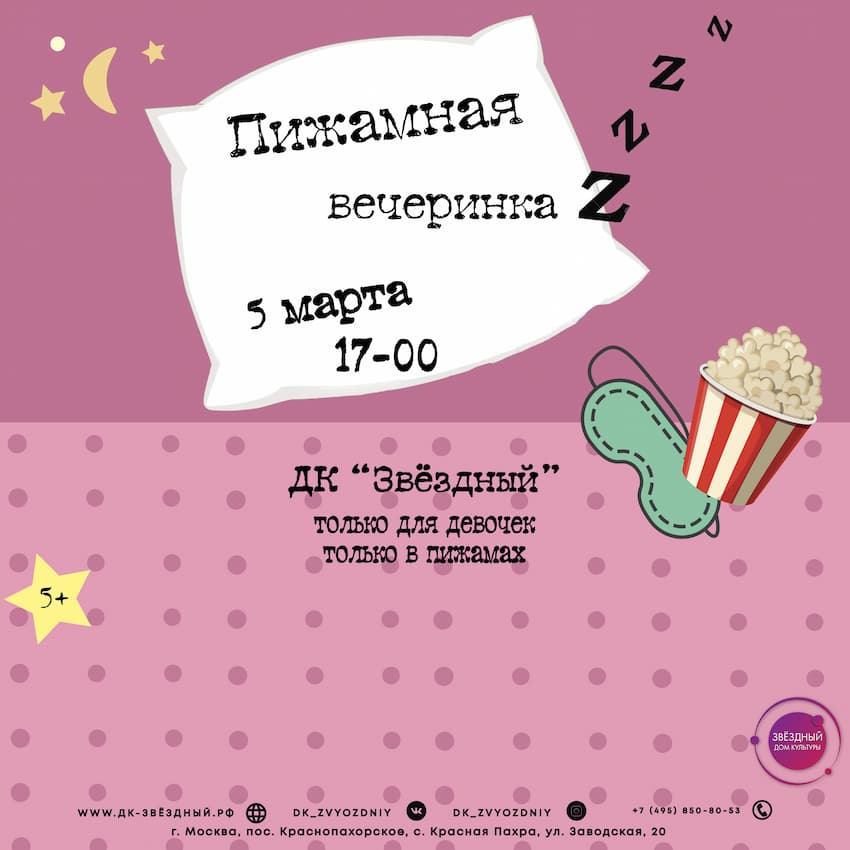 Пижамная
вечеринка
z z z z
5 марта
17-00
ДК “Звёздный”
только для девочек
только в пижамах
5+
ЗВЁЗДНЫЙ
ДОМ КУЛЬТУРЫ
WWW.ДК-ЗВЁЗДНЫЙ.РФ DK_ZVYOZDNIY DK_ZVYOZDNIY +7 (495) 850-80-53
г. Москва, пос. Краснопахорское, с. Красная Пахра, ул. Заводская, 20